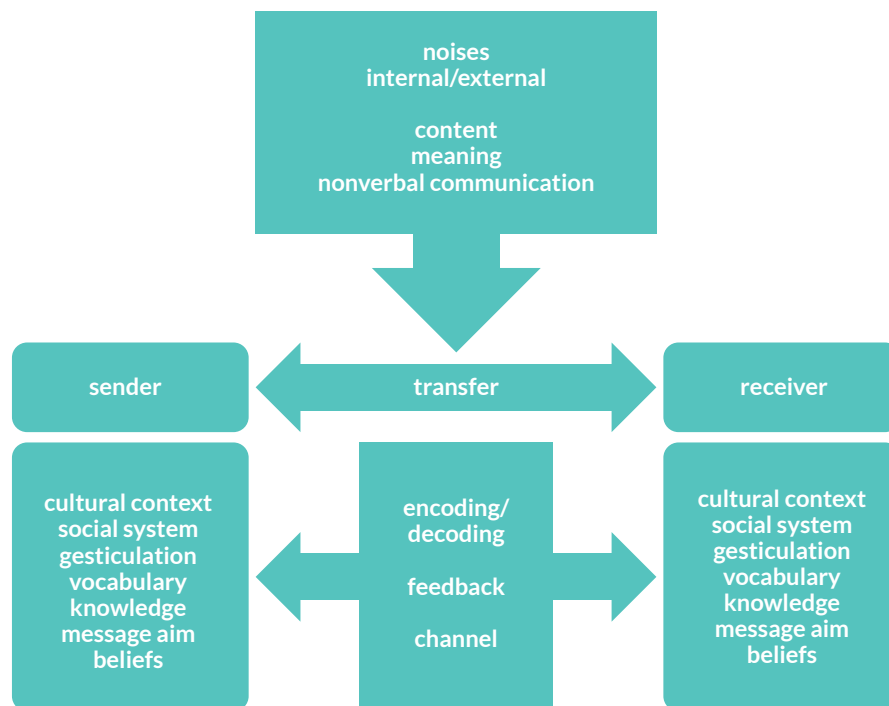 noises
internal/external
content
meaning
nonverbal communication
sender
transfer
receiver
cultural context
social system
gesticulation
vocabulary
knowledge
message aim
beliefs
encoding/
decoding
feedback
channel
cultural context
social system
gesticulation
vocabulary
knowledge
message aim
beliefs